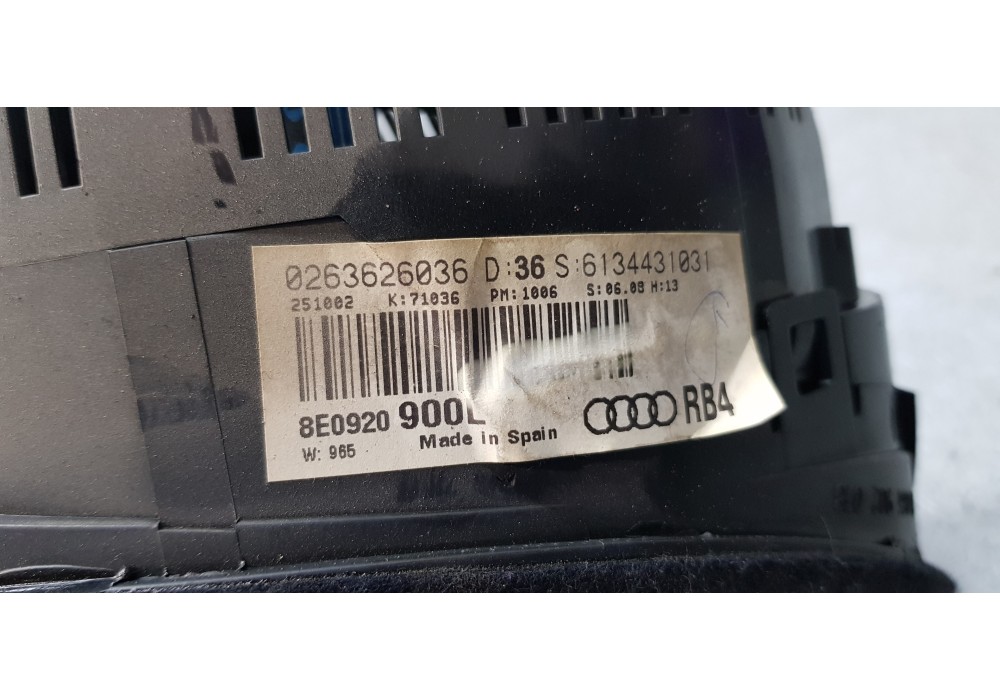 0263626036 D:36 S:6134431031
251002 K:71036 PM:1006 S:06.08 H:13
8E0920 900L RB4
Made in Spain
W: 965